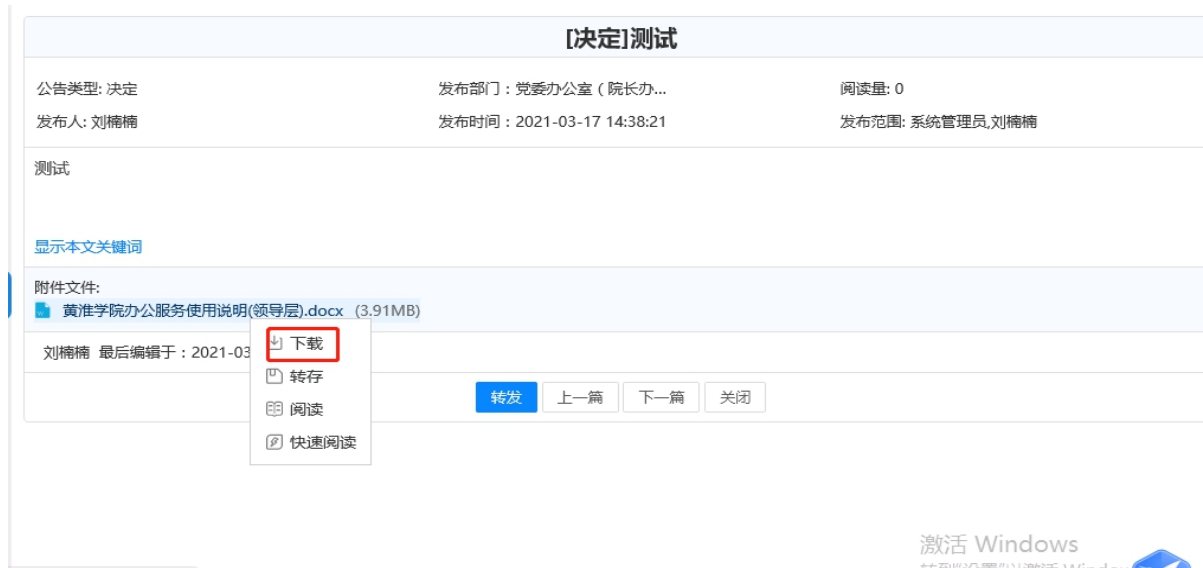 [决定]测试
公告类型: 决定 发布部门：党委办公室（院长办... 阅读量: 0
发布人: 刘楠楠 发布时间：2021-03-17 14:38:21 发布范围: 系统管理员,刘楠楠
测试
显示本文关键词
附件文件:
黄淮学院办公服务使用说明(领导层).docx (3.91MB)
下载
刘楠楠 最后编辑于：2021-03
转存
转发 上一篇 下一篇 关闭
阅读
快速阅读
激活 Windows